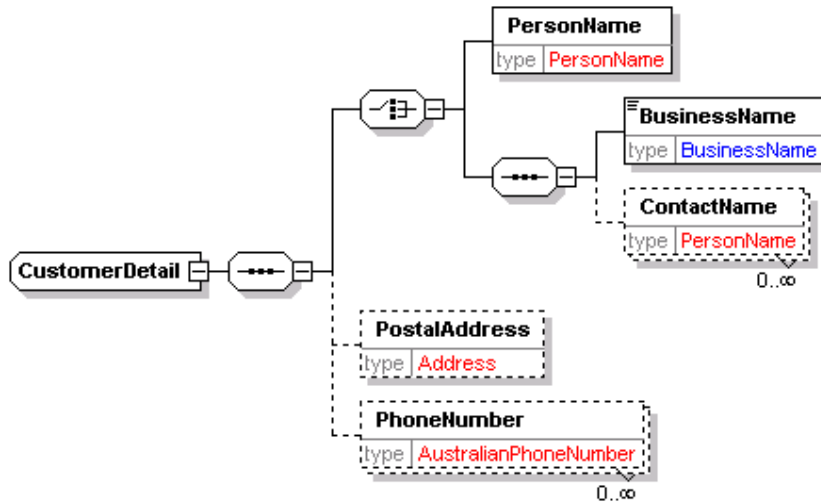 PersonName
type PersonName
BusinessName
type BusinessName
ContactName
type PersonName
0..∞
CustomerDetail
PostalAddress
type Address
PhoneNumber
type AustralianPhoneNumber
0..∞